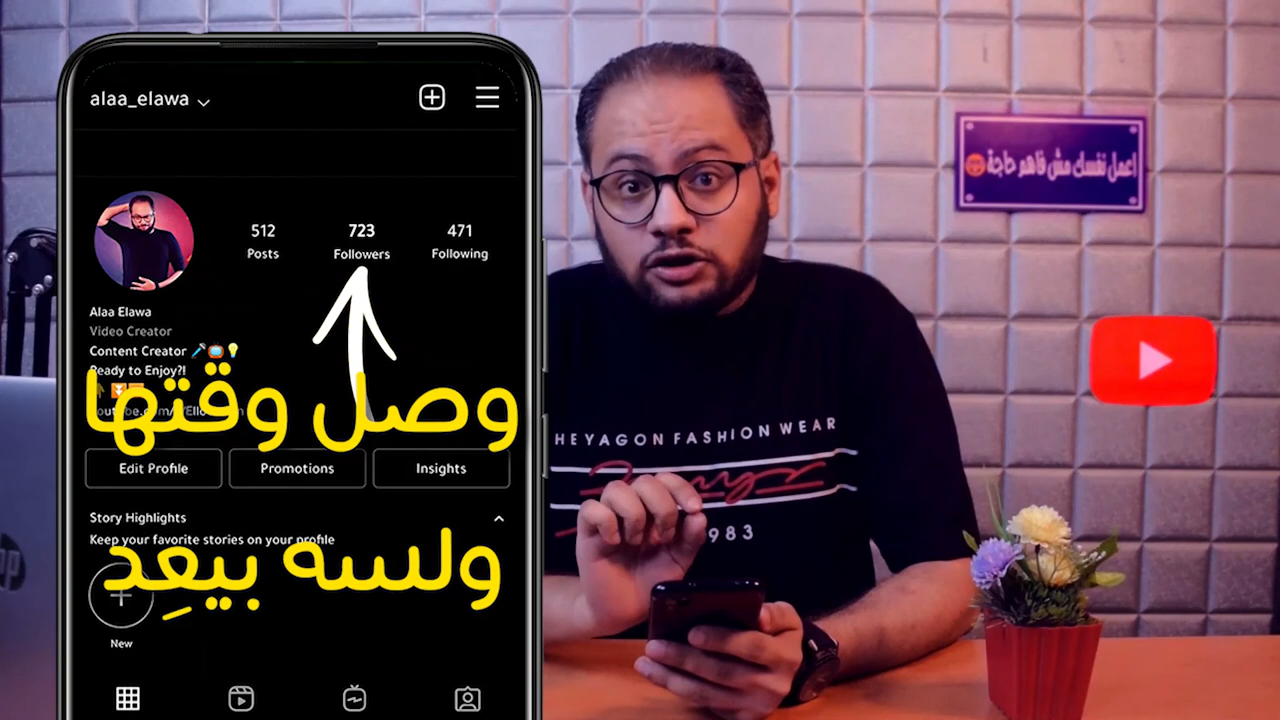 alaa_elawa
512
Posts
723
Followers
471
Following
Alaa Elawa
Video Creator
Content Creator 🎤📺💡
Ready to Enjoy?!
وصل وقتها
Edit Profile
Promotions
Insights
Story Highlights
Keep your favorite stories on your profile
ولسه بيعِد
New
اعمل نفسك مش فاهم حاجة
HEYAGON FASHION WEAR
983
hp